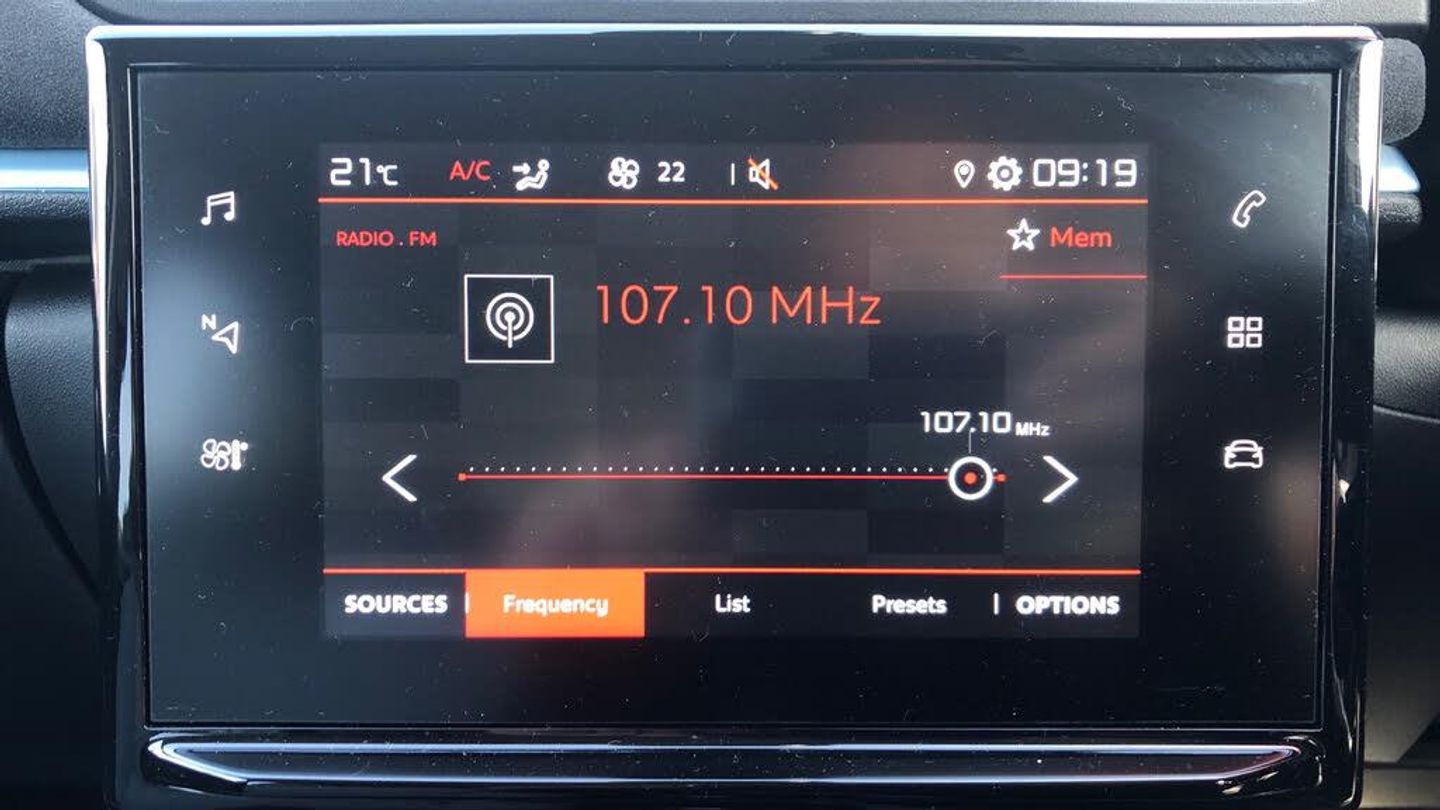 21°C A/C 22 09:19
RADIO . FM
Mem
107.10 MHz
N
107.10 MHz
SOURCES Frequency List Presets OPTIONS